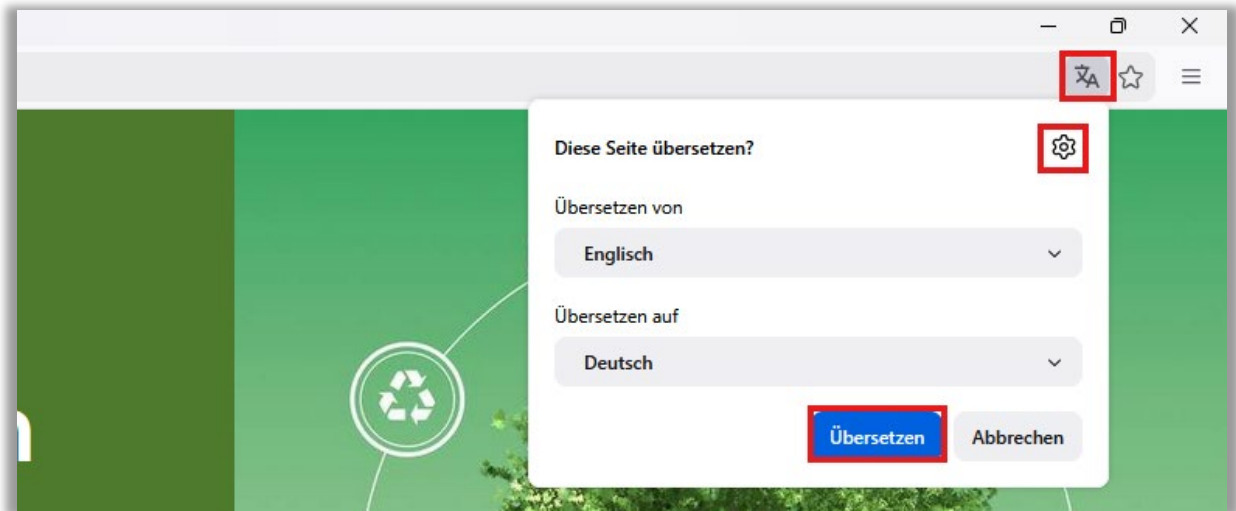 Diese Seite übersetzen?
Übersetzen von
Englisch
Übersetzen auf
Deutsch
Übersetzen Abbrechen